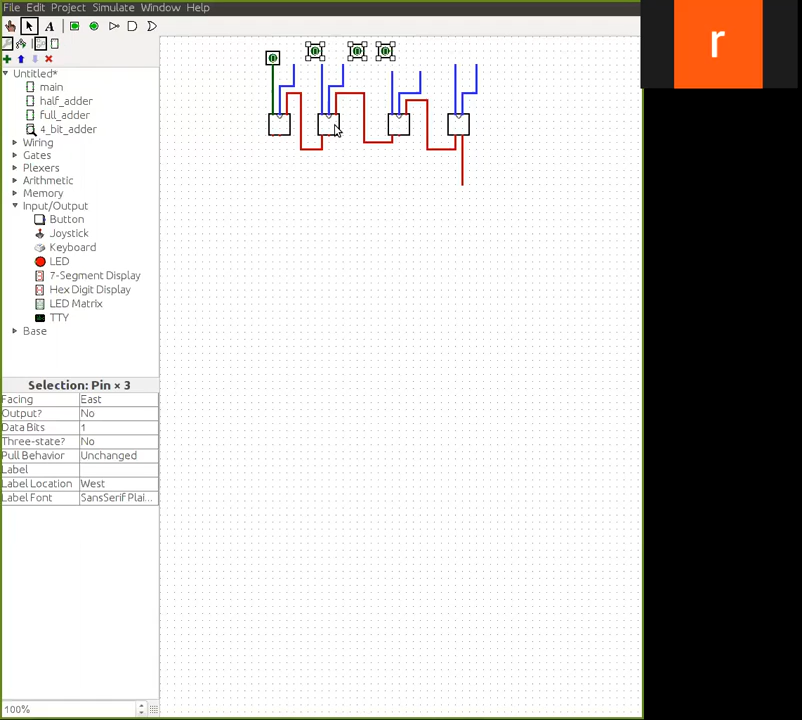 File Edit Project Simulate Window Help
A
Untitled*
main
half_adder
full_adder
4_bit_adder
Wiring
Gates
Plexers
Arithmetic
Memory
Input/Output
Button
Joystick
Keyboard
LED
7-Segment Display
Hex Digit Display
LED Matrix
TTY
Base
Selection: Pin × 3
Facing East
Output? No
Data Bits 1
Three-state? No
Pull Behavior Unchanged
Label
Label Location West
Label Font SansSerif Plai...
100%
r